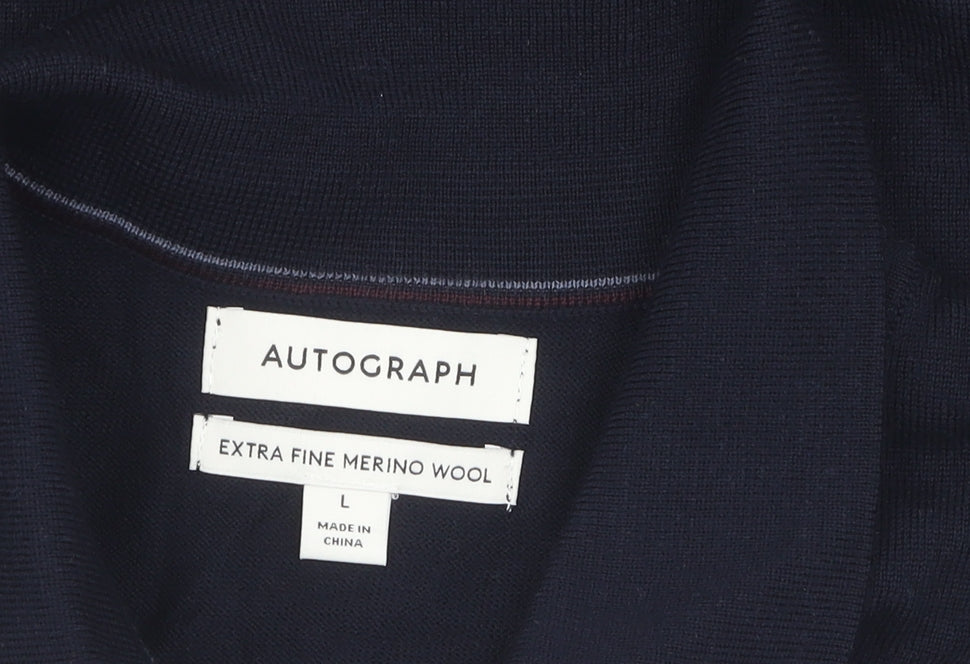 AUTOGRAPH
EXTRA FINE MERINO WOOL
L
MADE IN
CHINA